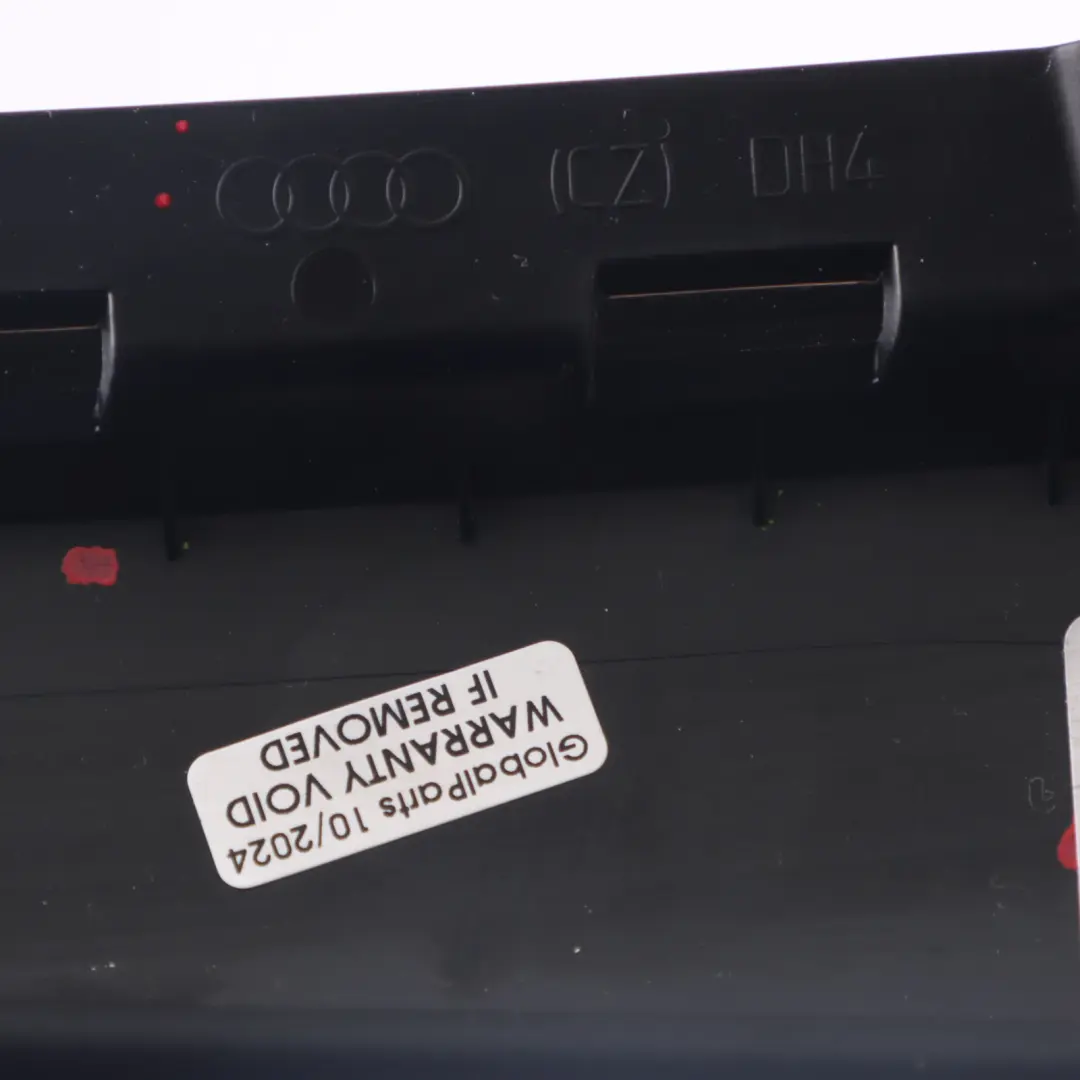 (CZ) DH4
GlobalParts 10/2024
WARRANTY VOID
IF REMOVED